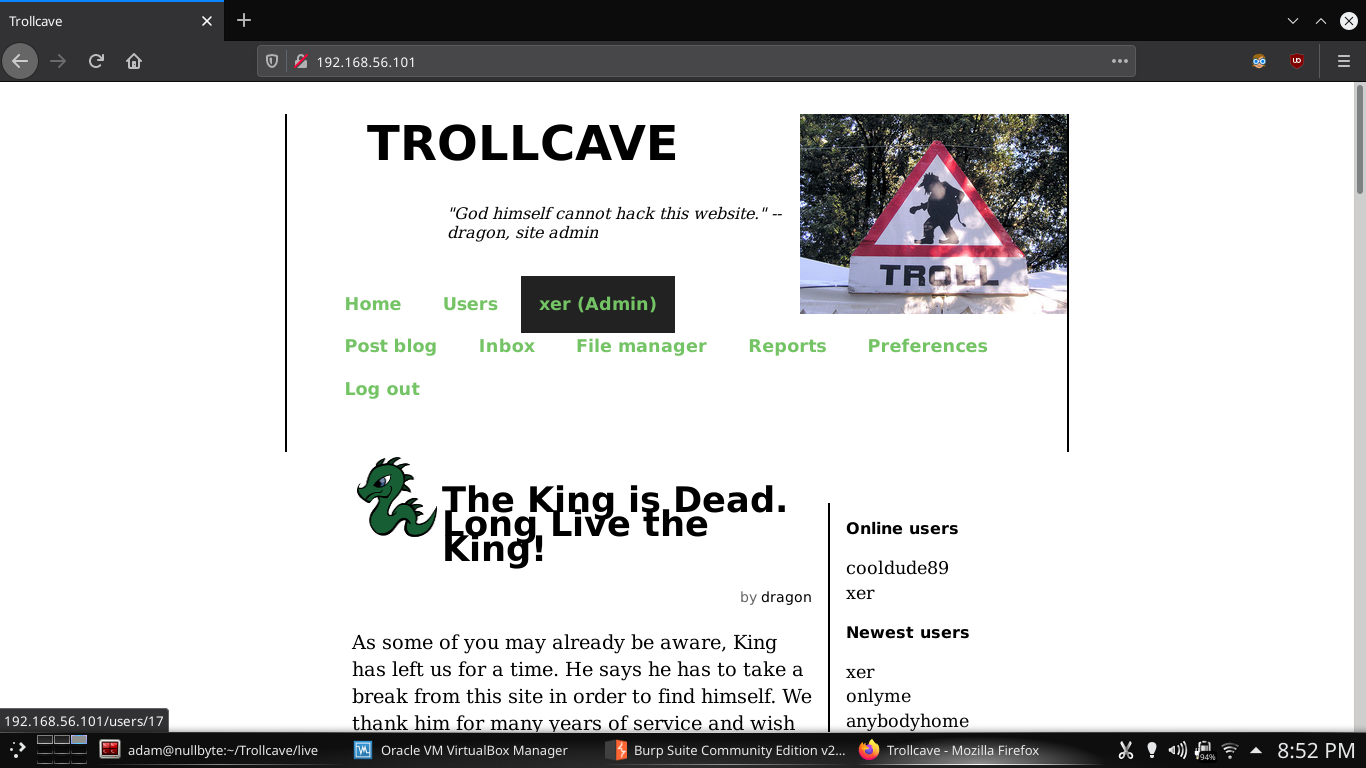 Trollcave
192.168.56.101
TROLLCAVE
"God himself cannot hack this website." --
dragon, site admin
TROLL
Home Users xer (Admin)
Post blog Inbox File manager Reports Preferences
Log out
The King is Dead.
Long Live the
King!
by dragon
As some of you may already be aware, King
has left us for a time. He says he has to take a
break from this site in order to find himself. We
thank him for many years of service and wish
Online users
cooldude89
xer
Newest users
xer
onlyme
anybodyhome
192.168.56.101/users/17
adam@nullbyte:~/Trollcave/live
Oracle VM VirtualBox Manager
Burp Suite Community Edition v2...
Trollcave - Mozilla Firefox
94%
8:52 PM